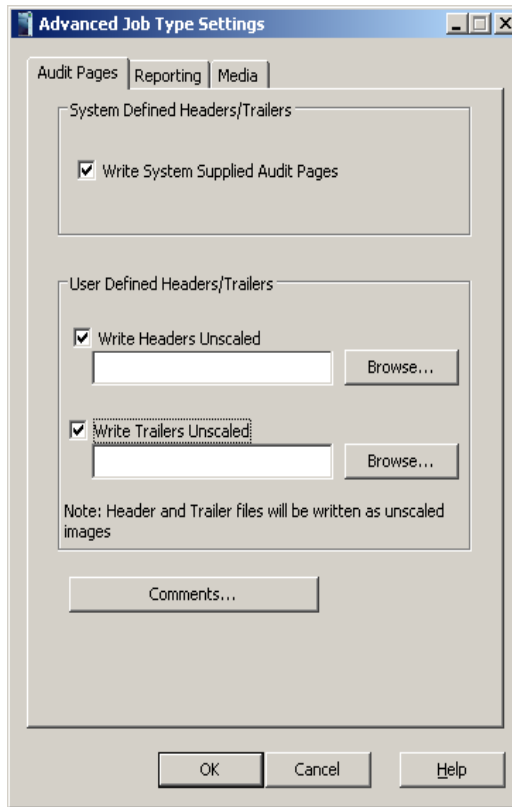 Advanced Job Type Settings
Audit Pages
Reporting
Media
System Defined Headers/Trailers
Write System Supplied Audit Pages
User Defined Headers/Trailers
Write Headers Unscaled
Browse...
Write Trailers Unscaled
Browse...
Note: Header and Trailer files will be written as unscaled
images
Comments...
OK
Cancel
Help